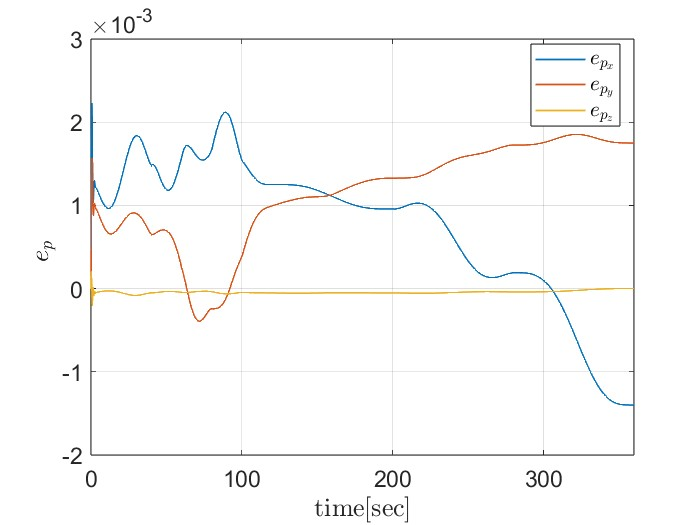 ×10⁻³
3
2
1
0
-1
-2
0 100 200 300
time[sec]
e_p
e_{p_x}
e_{p_y}
e_{p_z}